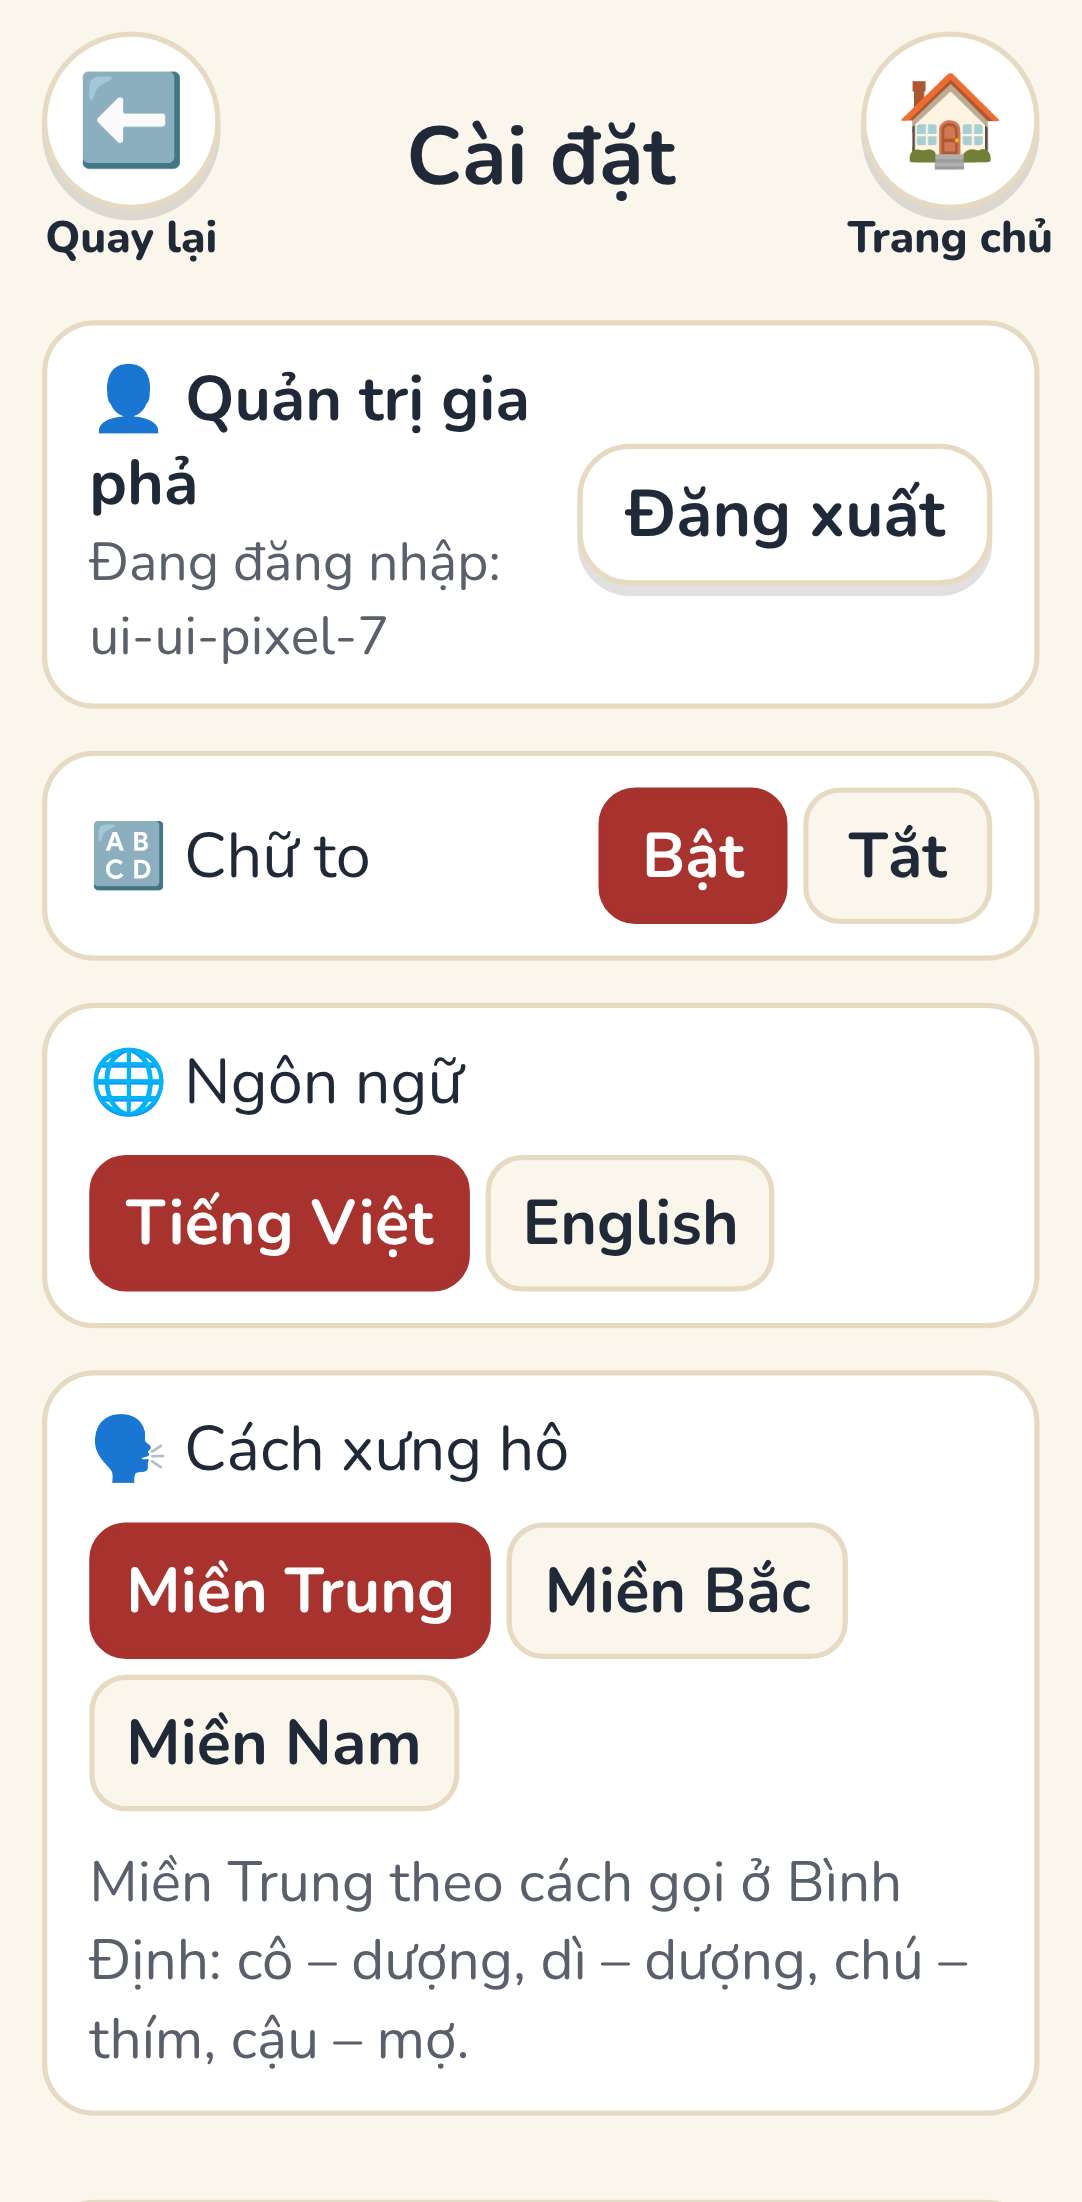 Cài đặt
Quay lại
Trang chủ
Quản trị gia
phả
Đang đăng nhập:
ui-ui-pixel-7
Đăng xuất
Chữ to
Bật
Tắt
Ngôn ngữ
Tiếng Việt
English
Cách xưng hô
Miền Trung
Miền Bắc
Miền Nam
Miền Trung theo cách gọi ở Bình
Định: cô – dượng, dì – dượng, chú –
thím, cậu – mợ.